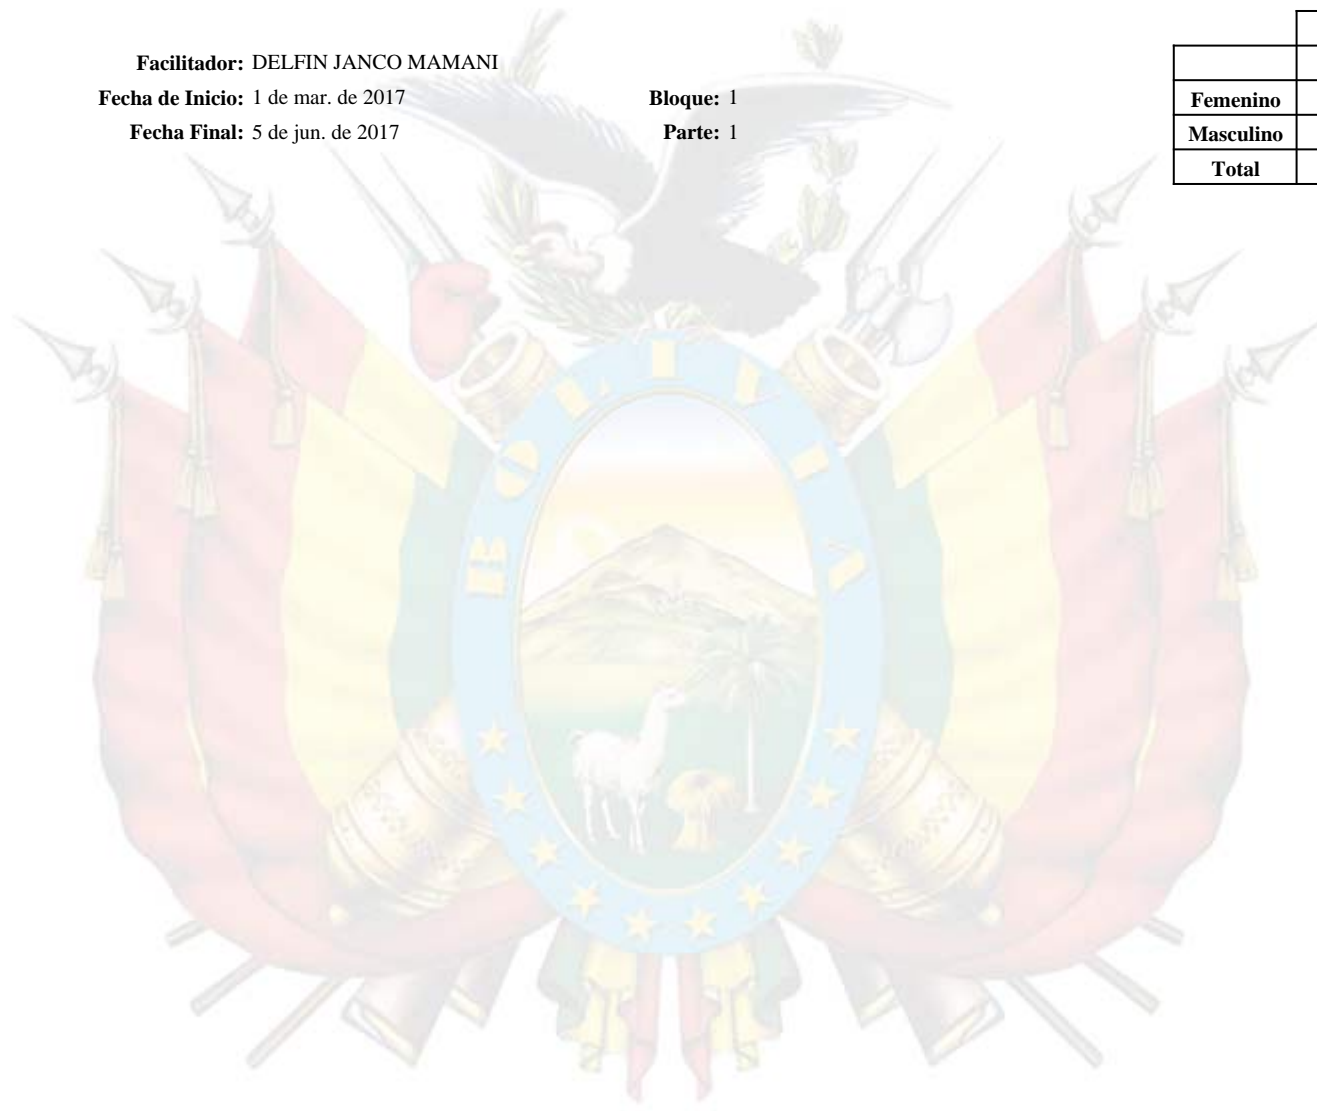 Facilitador: DELFIN JANCO MAMANI
Fecha de Inicio: 1 de mar. de 2017 Bloque: 1
Fecha Final: 5 de jun. de 2017 Parte: 1
Femenino
Masculino
Total
BOLIVIA